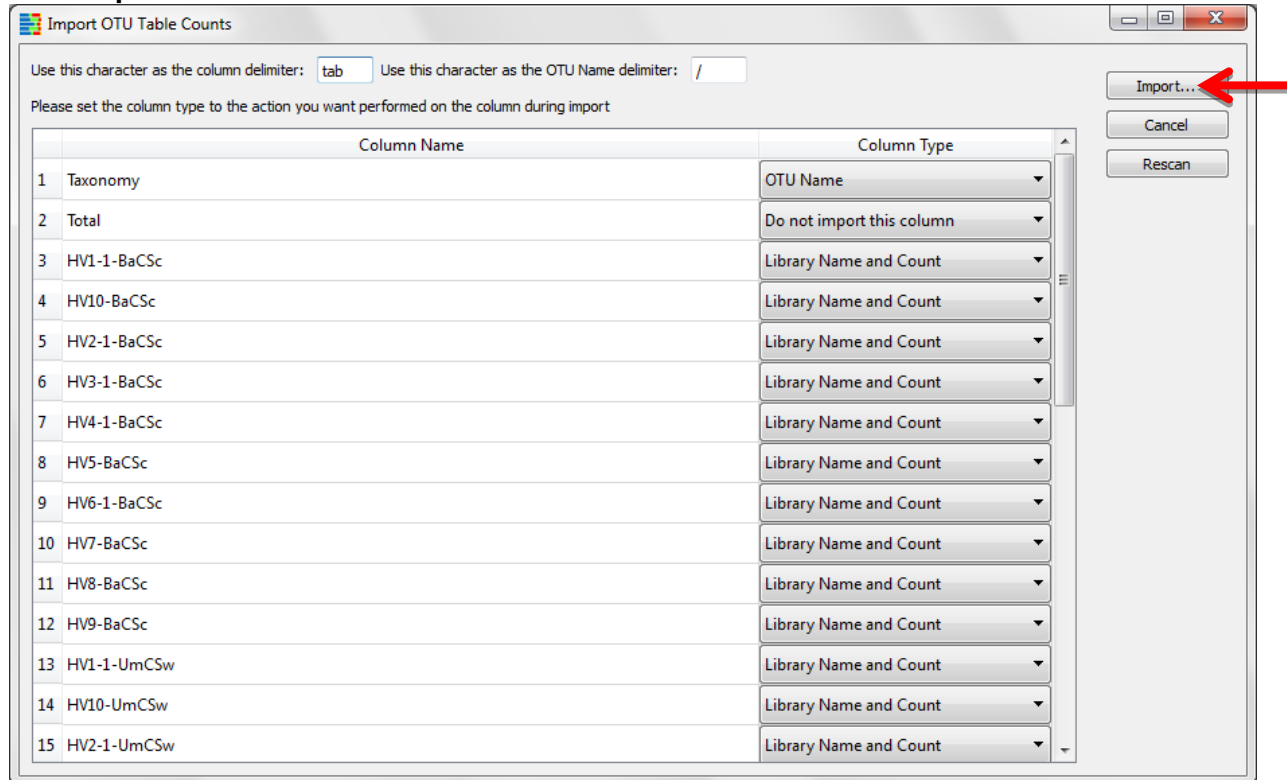 Import OTU Table Counts
Use this character as the column delimiter: tab Use this character as the OTU Name delimiter: /
Import...
Please set the column type to the action you want performed on the column during import
Cancel
Column Name Column Type
Rescan
1 Taxonomy OTU Name
2 Total Do not import this column
3 HV1-1-BaCSc Library Name and Count
4 HV10-BaCSc Library Name and Count
5 HV2-1-BaCSc Library Name and Count
6 HV3-1-BaCSc Library Name and Count
7 HV4-1-BaCSc Library Name and Count
8 HV5-BaCSc Library Name and Count
9 HV6-1-BaCSc Library Name and Count
10 HV7-BaCSc Library Name and Count
11 HV8-BaCSc Library Name and Count
12 HV9-BaCSc Library Name and Count
13 HV1-1-UmCSw Library Name and Count
14 HV10-UmCSw Library Name and Count
15 HV2-1-UmCSw Library Name and Count